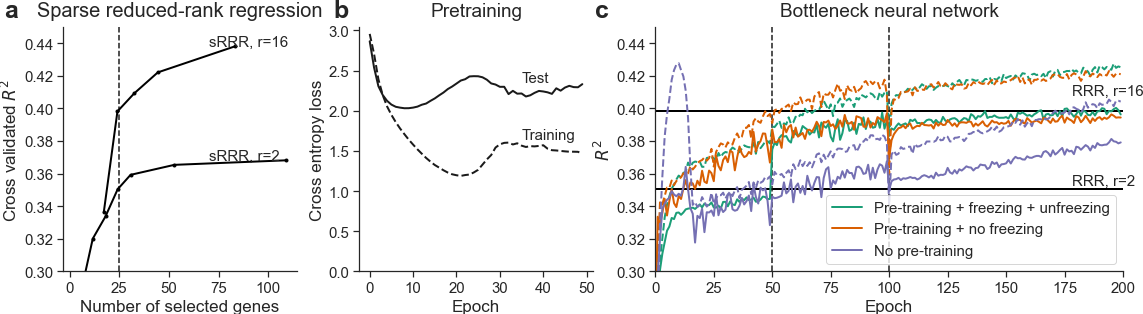 a Sparse reduced-rank regression
Cross validated R²
0.44
0.42
0.40
0.38
0.36
0.34
0.32
0.30
sRRR, r=16
sRRR, r=2
0 25 50 75 100
Number of selected genes
b Pretraining
Cross entropy loss
3.0
2.5
2.0
1.5
1.0
0.5
0.0
Test
Training
0 10 20 30 40 50
Epoch
c Bottleneck neural network
R²
0.44
0.42
0.40
0.38
0.36
0.34
0.32
0.30
RRR, r=16
RRR, r=2
Pre-training + freezing + unfreezing
Pre-training + no freezing
No pre-training
0 25 50 75 100 125 150 175 200
Epoch